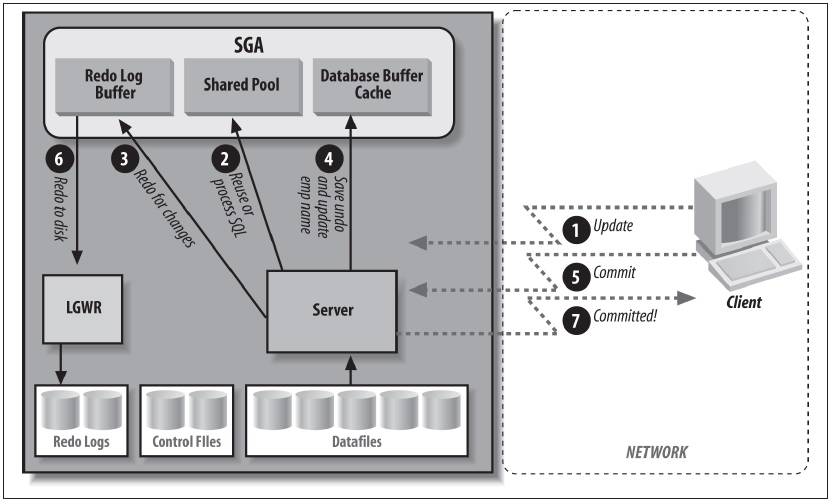 SGA
Redo Log
Buffer
Shared Pool
Database Buffer
Cache
6
Redo to disk
3
Redo for changes
2
Reuse or
process SQL
4
Save undo
and update
emp name
1 Update
5 Commit
7 Committed!
Client
LGWR
Server
Redo Logs
Control FIles
Datafiles
NETWORK